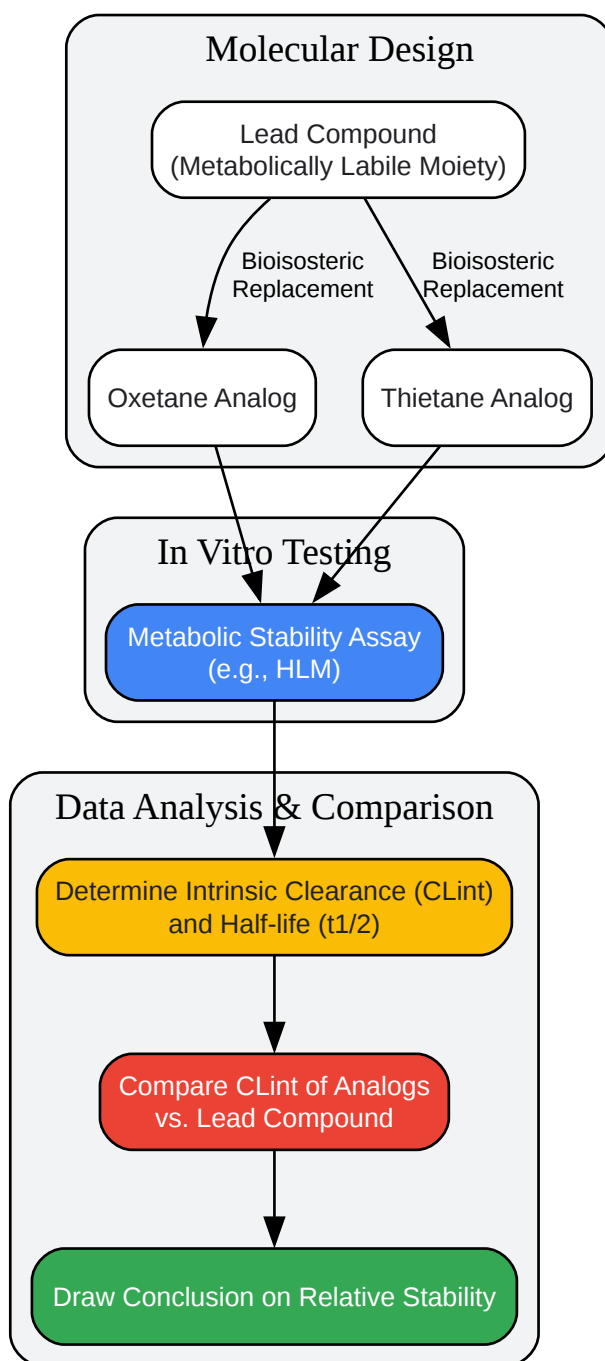 Molecular Design
Lead Compound
(Metabolically Labile Moiety)
Bioisosteric
Replacement
Bioisosteric
Replacement
Oxetane Analog
Thietane Analog
In Vitro Testing
Metabolic Stability Assay
(e.g., HLM)
Data Analysis & Comparison
Determine Intrinsic Clearance (CLint)
and Half-life (t1/2)
Compare CLint of Analogs
vs. Lead Compound
Draw Conclusion on Relative Stability